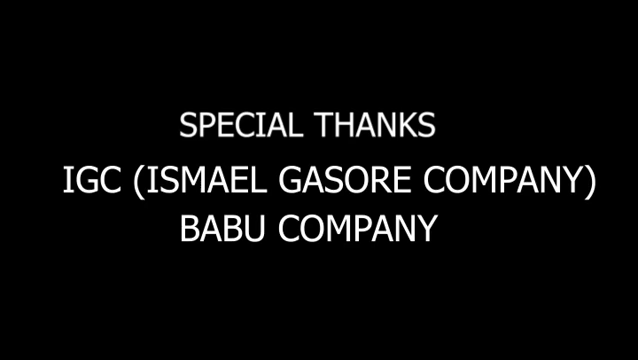 SPECIAL THANKS
IGC (ISMAEL GASORE COMPANY)
BABU COMPANY